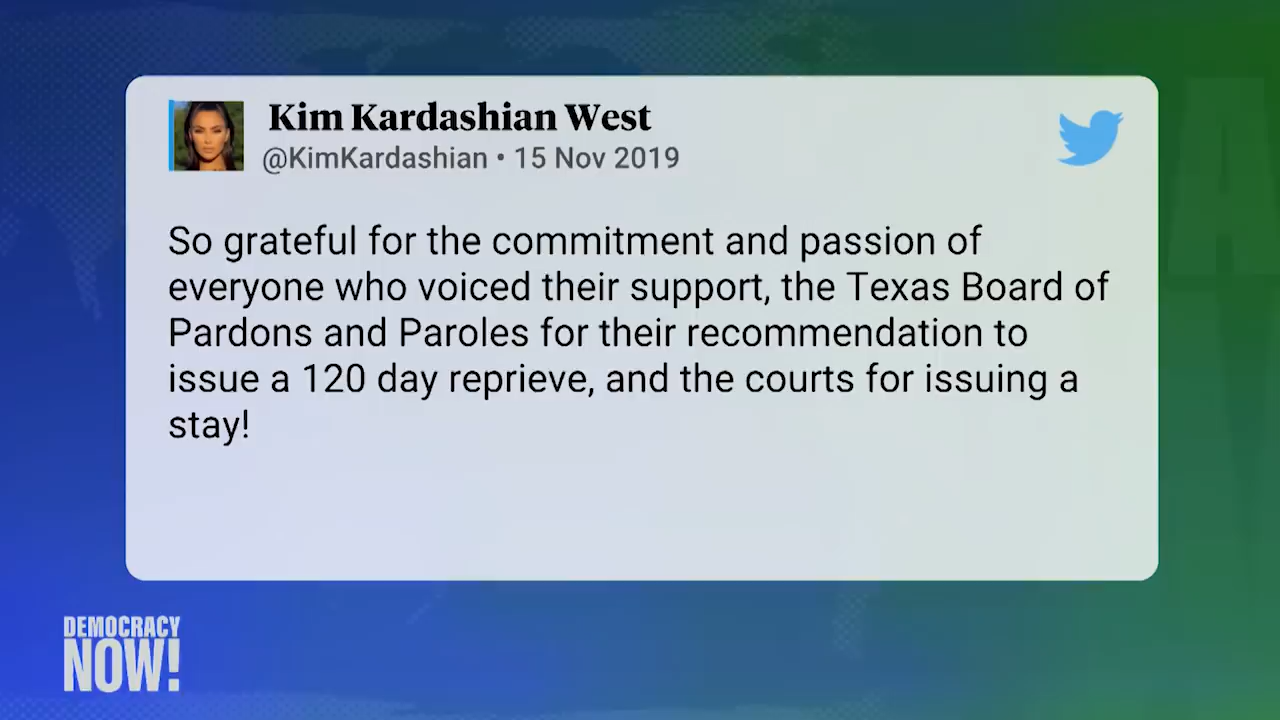 Kim Kardashian West
@KimKardashian • 15 Nov 2019
So grateful for the commitment and passion of
everyone who voiced their support, the Texas Board of
Pardons and Paroles for their recommendation to
issue a 120 day reprieve, and the courts for issuing a
stay!
DEMOCRACY
NOW!